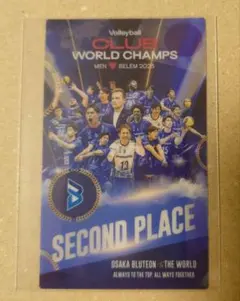 Volleyball
CLUB
WORLD CHAMPS
MEN BELEM 2025
13
SECOND PLACE
OSAKA BLUTEON THE WORLD
ALWAYS TO THE TOP ALL WAYS TOGETHER